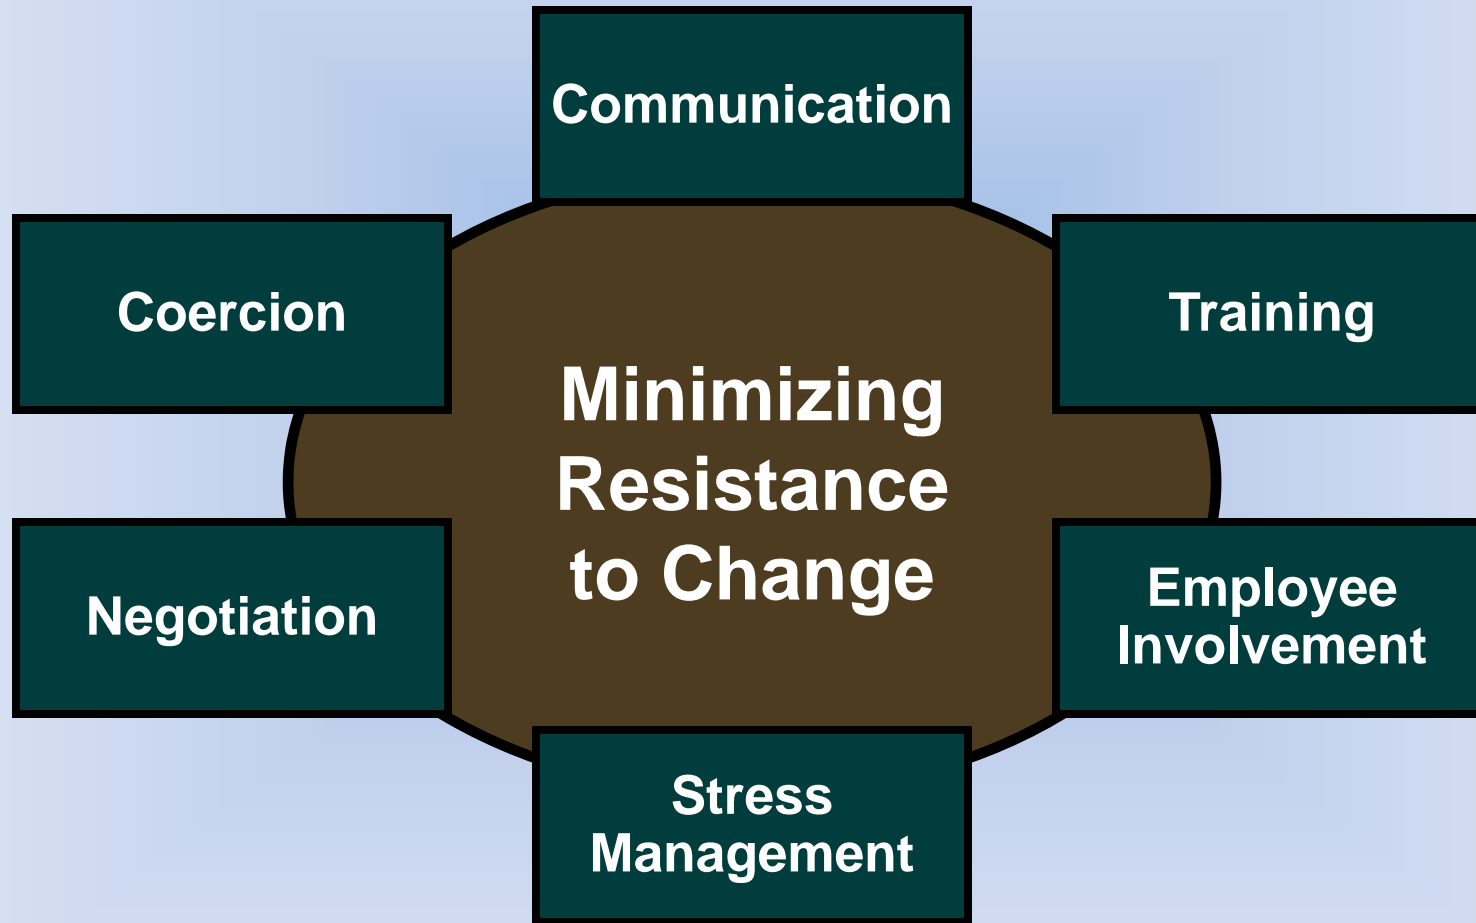 Communication
Coercion
Training
Minimizing
Resistance
to Change
Negotiation
Employee
Involvement
Stress
Management